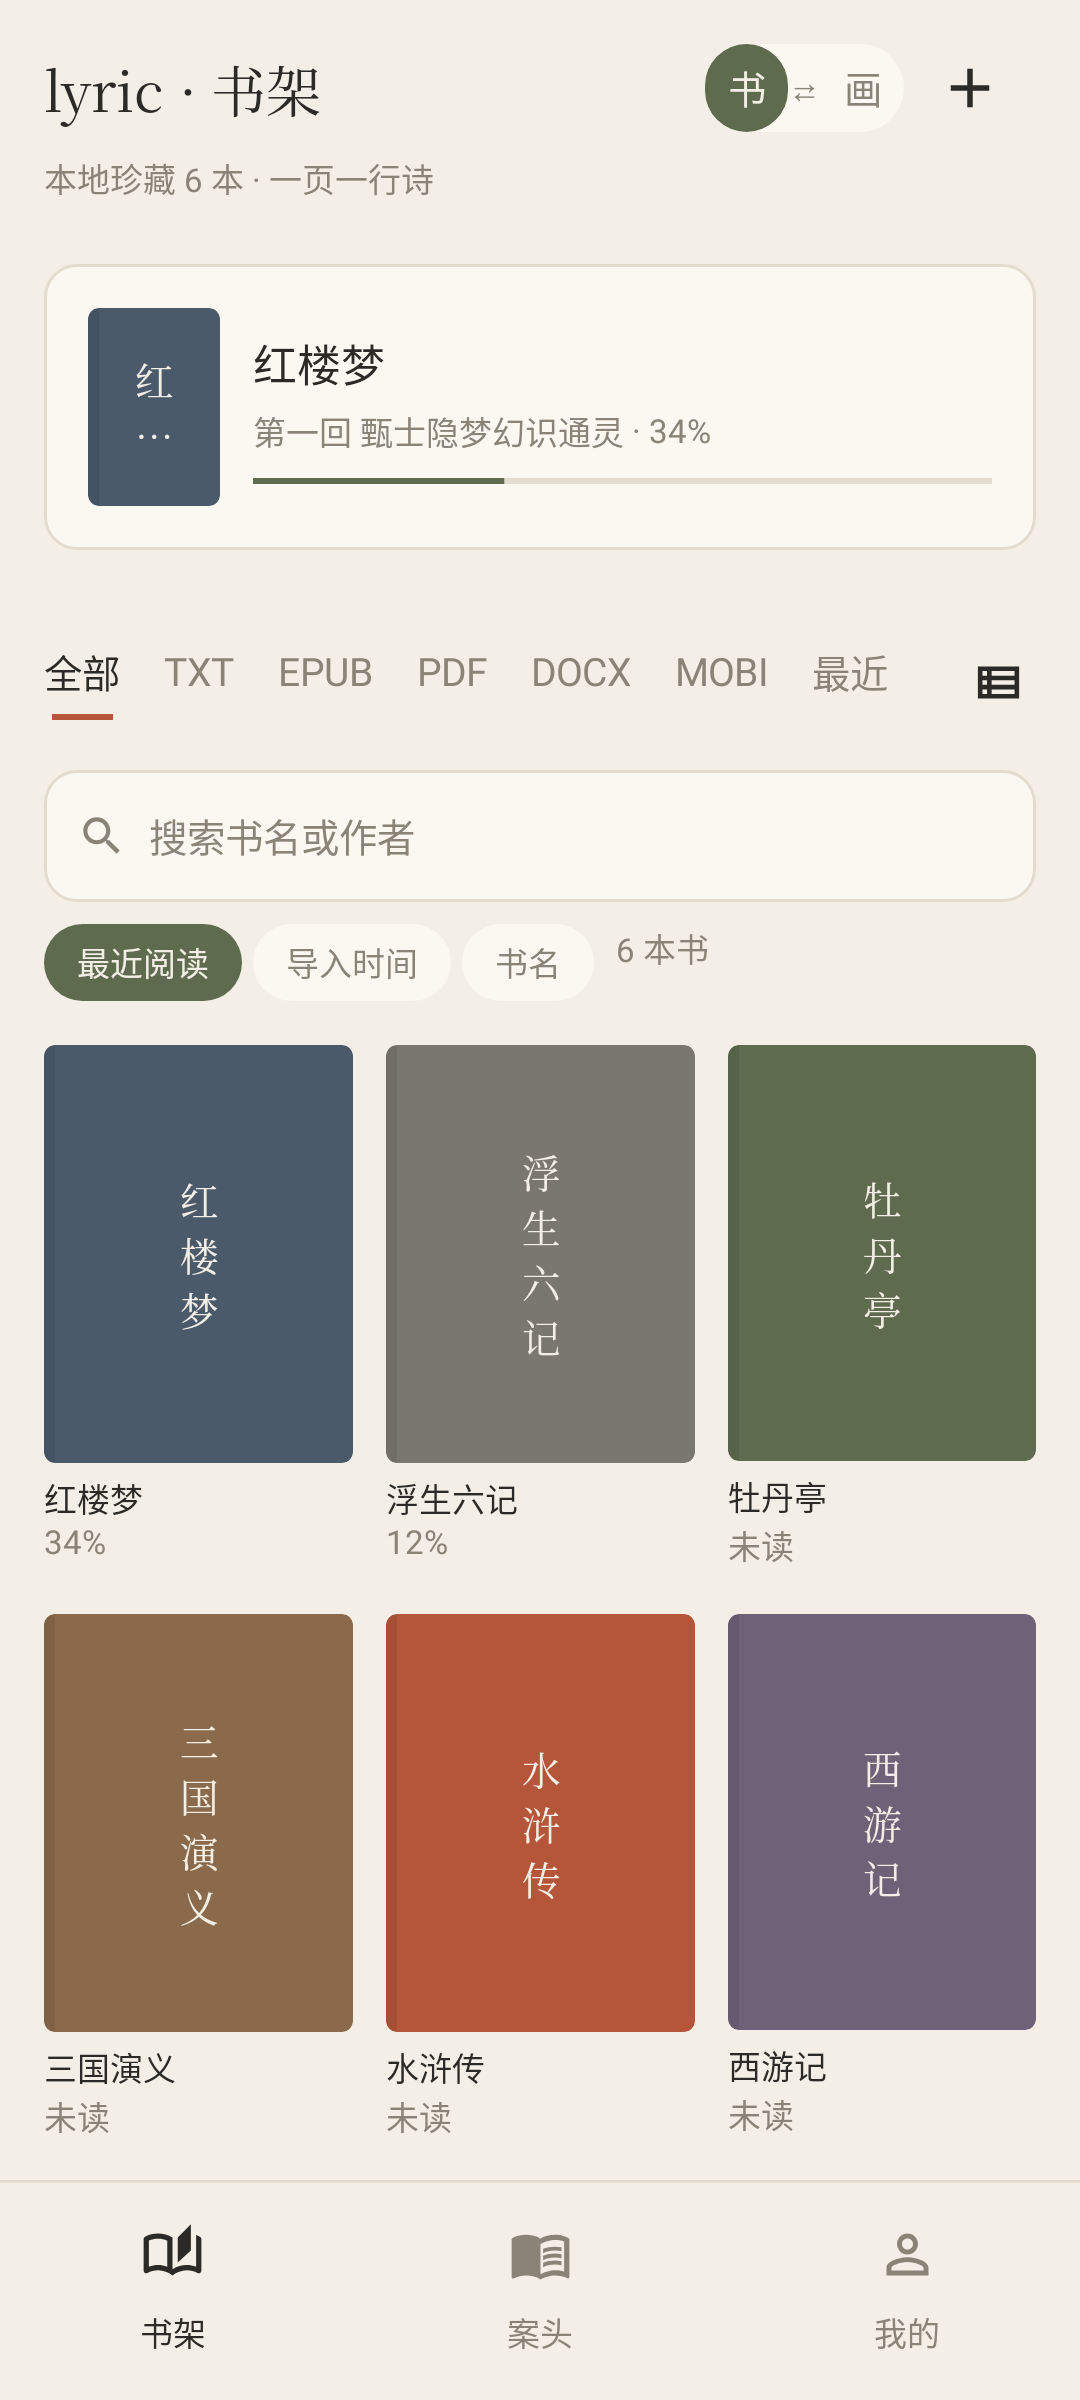 lyric · 书架
书 ⇄ 画
本地珍藏 6 本 · 一页一行诗
红
…
红楼梦
第一回 甄士隐梦幻识通灵 · 34%
全部 TXT EPUB PDF DOCX MOBI 最近
搜索书名或作者
最近阅读 导入时间 书名 6 本书
红楼梦
浮生六记
牡丹亭
红楼梦
34%
浮生六记
12%
牡丹亭
未读
三国演义
水浒传
西游记
三国演义
未读
水浒传
未读
西游记
未读
书架 案头 我的